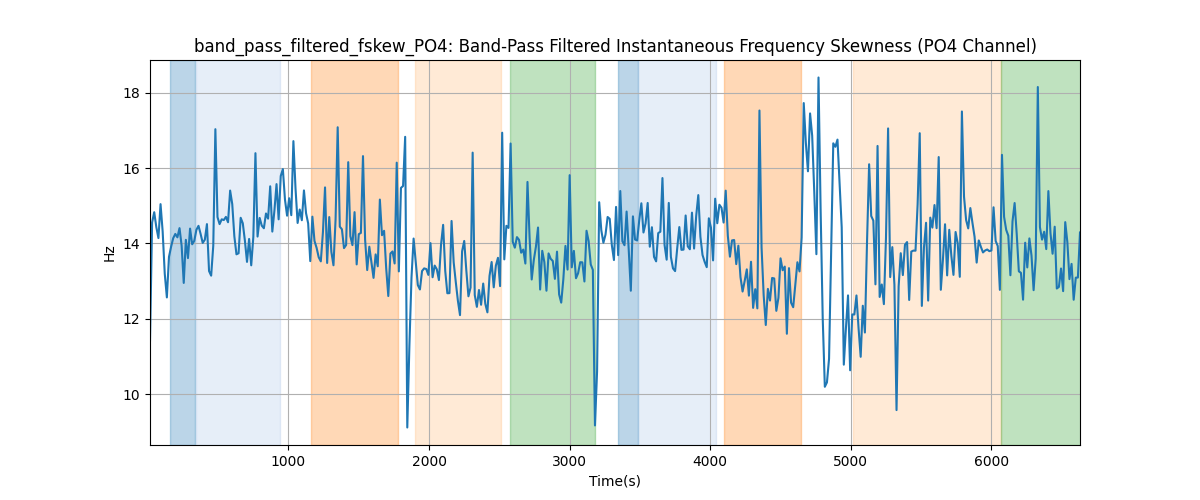 band_pass_filtered_fskew_PO4: Band-Pass Filtered Instantaneous Frequency Skewness (PO4 Channel)
18
16
14
12
10
Hz
1000 2000 3000 4000 5000 6000
Time(s)